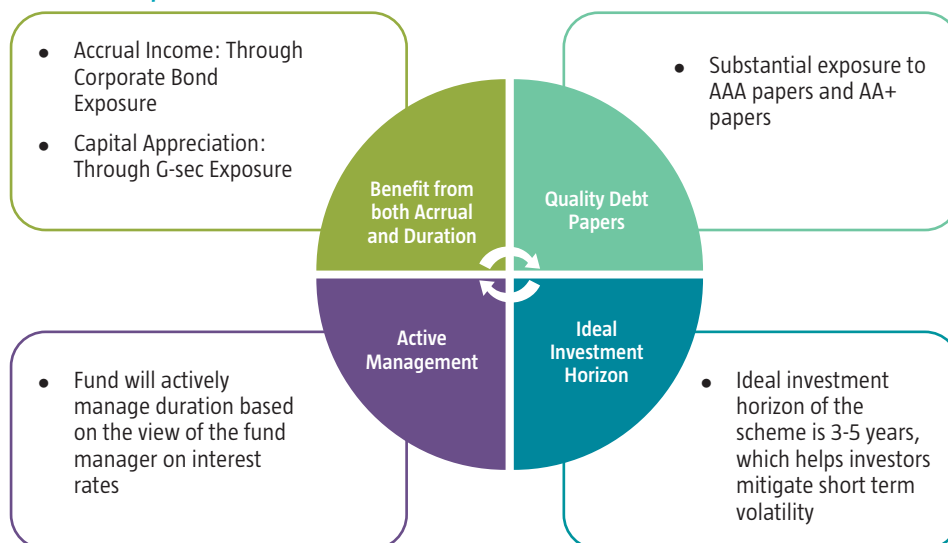 ● Accrual Income: Through
Corporate Bond
Exposure
● Capital Appreciation:
Through G-sec Exposure
● Substantial exposure to
AAA papers and AA+
papers
Benefit from
both Acrrual
and Duration
Quality Debt
Papers
Active
Management
Ideal
Investment
Horizon
● Fund will actively
manage duration based
on the view of the fund
manager on interest
rates
● Ideal investment
horizon of the
scheme is 3-5 years,
which helps investors
mitigate short term
volatility